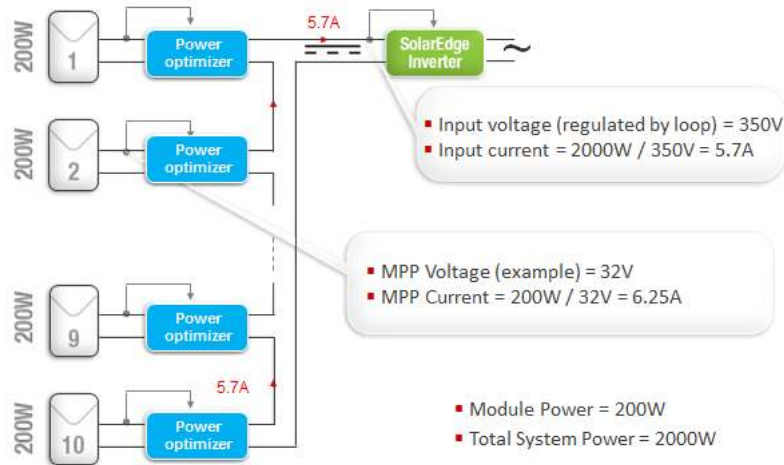 5.7A
200W
1
Power
optimizer
SolarEdge
Inverter
~
▪ Input voltage (regulated by loop) = 350V
▪ Input current = 2000W / 350V = 5.7A
200W
2
Power
optimizer
▪ MPP Voltage (example) = 32V
▪ MPP Current = 200W / 32V = 6.25A
200W
9
Power
optimizer
5.7A
200W
10
Power
optimizer
▪ Module Power = 200W
▪ Total System Power = 2000W